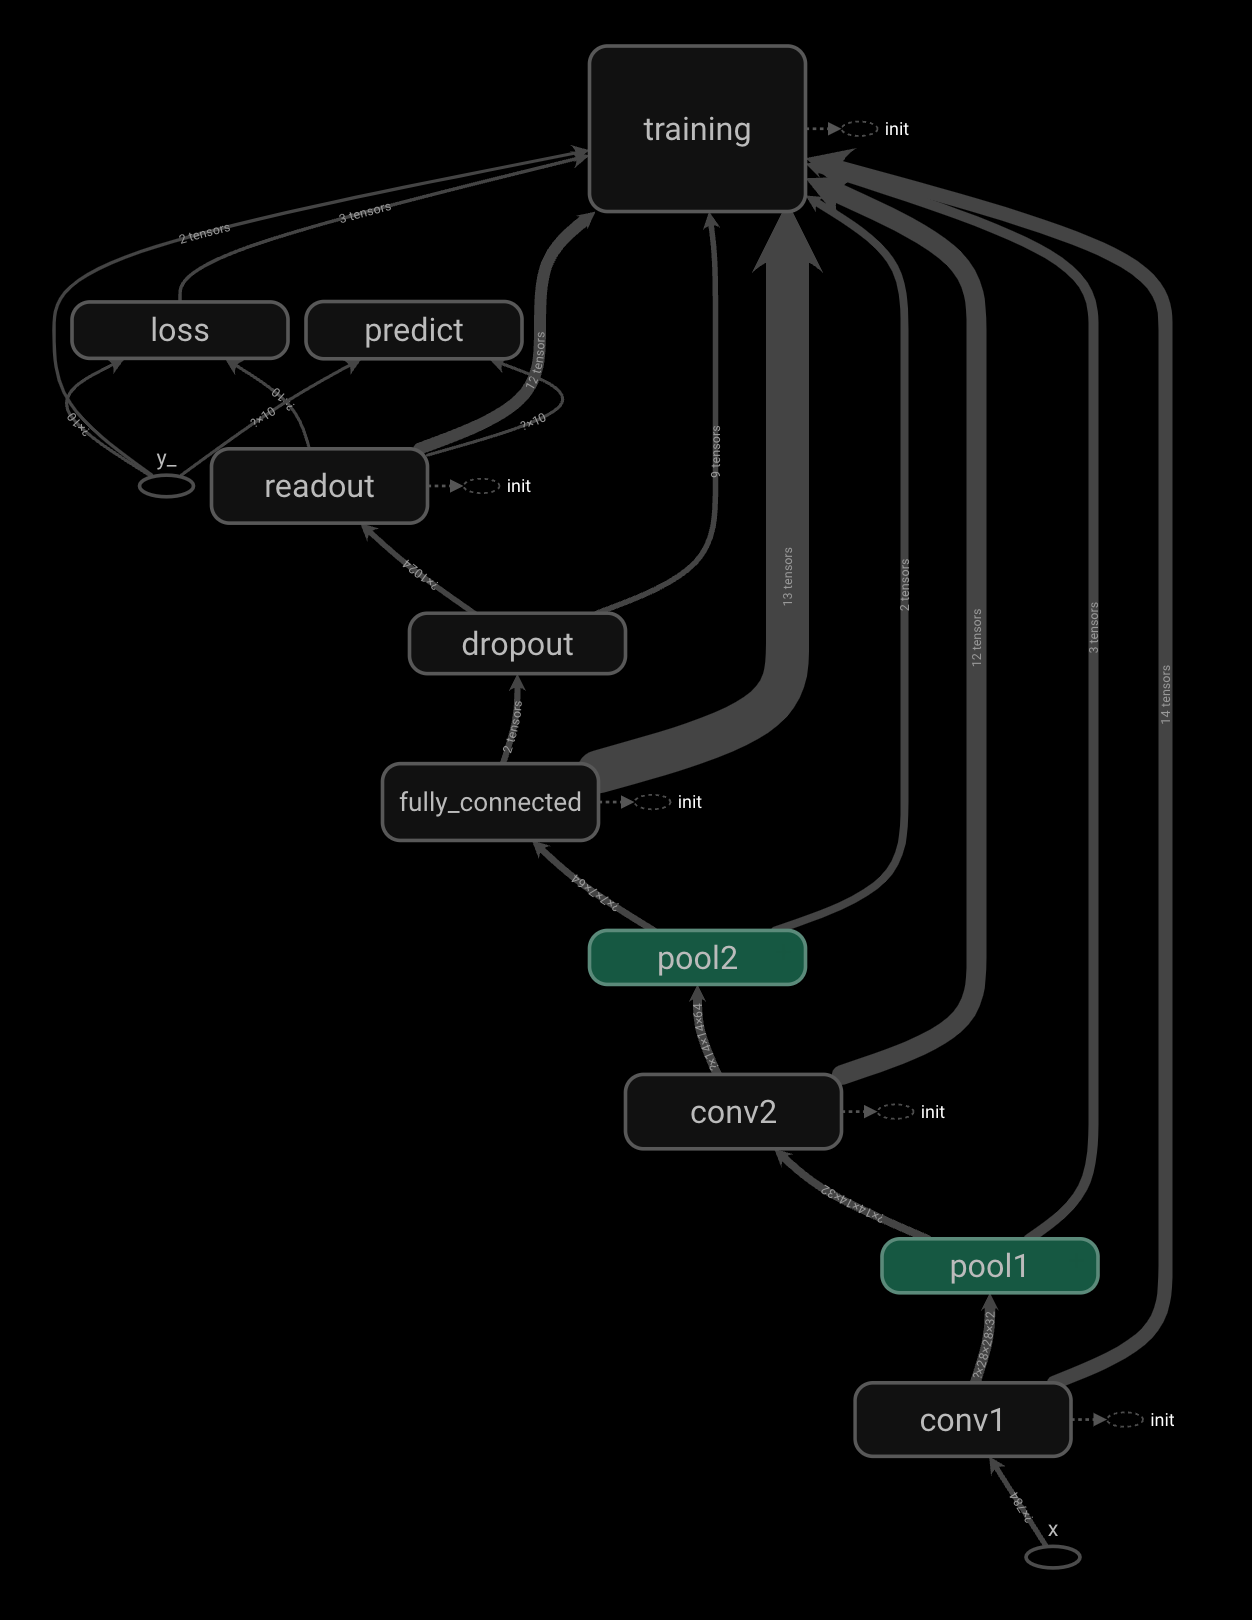 training
init
2 tensors
3 tensors
loss
predict
12 tensors
?×10
?×10
?×10
?×10
y_
readout
init
9 tensors
?×1024
13 tensors
2 tensors
12 tensors
3 tensors
14 tensors
dropout
2 tensors
fully_connected
init
?×7×7×64
pool2
?×14×14×64
conv2
init
?×14×14×32
pool1
?×28×28×32
conv1
init
?×784
x